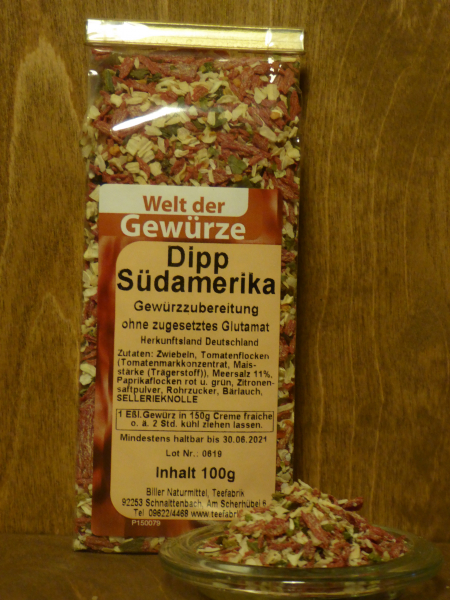 Welt der
Gewürze
Dipp
Südamerika
Gewürzzubereitung
ohne zugesetztes Glutamat
Herkunftsland Deutschland
Zutaten: Zwiebeln, Tomatenflocken
(Tomatenmarkkonzentrat, Mais-
stärke (Trägerstoff)), Meersalz 11%,
Paprikaflocken rot u. grün, Zitronen-
saftpulver, Rohrzucker, Bärlauch,
SELLERIEKNOLLE
1 Eßl.Gewürz in 150g Creme fraiche
o. ä. 2 Std. kühl ziehen lassen.
Mindestens haltbar bis 30.06.2021
Lot Nr.: 0619
Inhalt 100g
Biller Naturmittel, Teefabrik
92253 Schnaittenbach, Am Scherhübel 6
Tel. 09622/4468 www.teefabrik
P150079